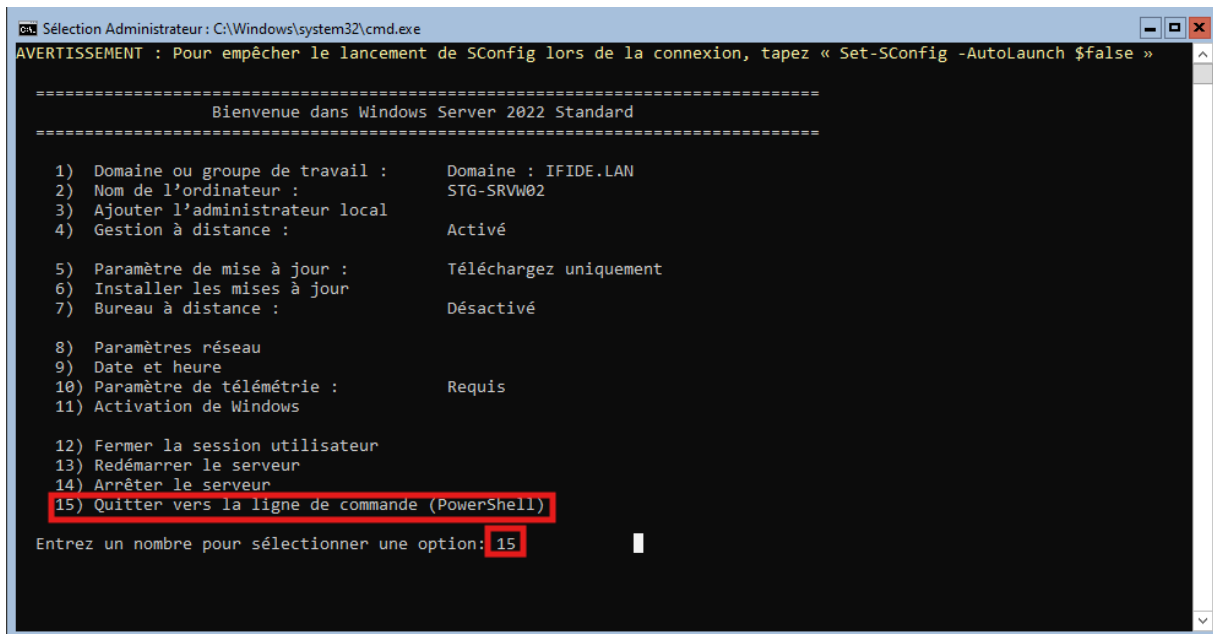 Sélection Administrateur : C:\Windows\system32\cmd.exe
AVERTISSEMENT : Pour empêcher le lancement de SConfig lors de la connexion, tapez « Set-SConfig -AutoLaunch $false »
================================================================================
Bienvenue dans Windows Server 2022 Standard
================================================================================
1) Domaine ou groupe de travail : Domaine : IFIDE.LAN
2) Nom de l’ordinateur : STG-SRVW02
3) Ajouter l’administrateur local
4) Gestion à distance : Activé
5) Paramètre de mise à jour : Téléchargez uniquement
6) Installer les mises à jour
7) Bureau à distance : Désactivé
8) Paramètres réseau
9) Date et heure
10) Paramètre de télémétrie : Requis
11) Activation de Windows
12) Fermer la session utilisateur
13) Redémarrer le serveur
14) Arrêter le serveur
15) Quitter vers la ligne de commande (PowerShell)
Entrez un nombre pour sélectionner une option: 15